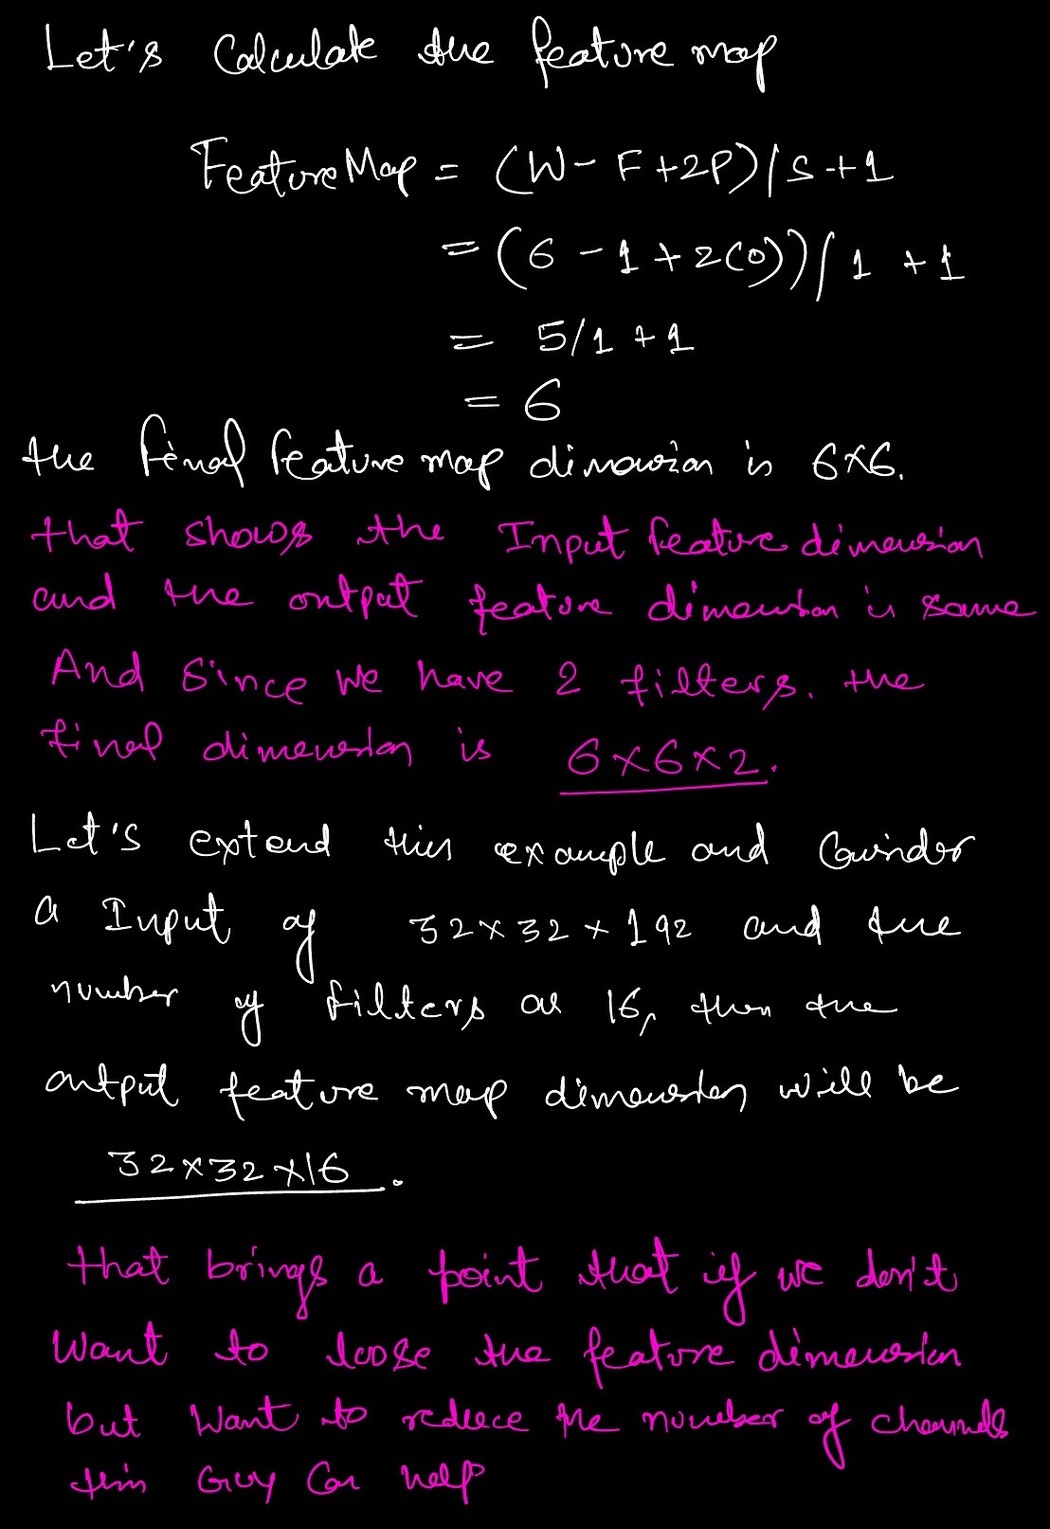 Let's Calculate the feature map
Feature Map = (W - F + 2P) / S + 1
= (6 - 1 + 2(0)) / 1 + 1
= 5/1 + 1
= 6
the final feature map dimension is 6x6.
that shows the Input feature dimension
and the output feature dimension is same
And Since we have 2 filters. the
final dimension is 6x6x2.
Let's extend this example and Consider
a Input of 32x32x192 and the
number of filters as 16, then the
output feature map dimension will be
32x32x16.
that brings a point that if we don't
Want to loose the feature dimension
but Want to reduce the number of channels
this Guy Can help